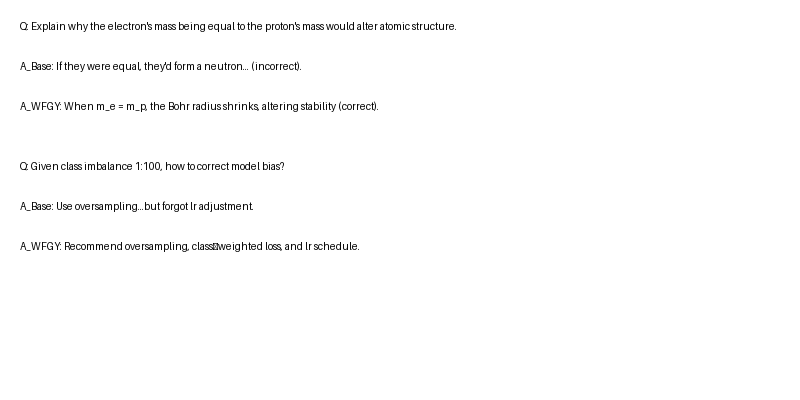 Q: Explain why the electron's mass being equal to the proton's mass would alter atomic structure.
A_Base: If they were equal, they'd form a neutron… (incorrect).
A_WFGY: When m_e = m_p, the Bohr radius shrinks, altering stability (correct).
Q: Given class imbalance 1:100, how to correct model bias?
A_Base: Use oversampling…but forgot lr adjustment.
A_WFGY: Recommend oversampling, class▯weighted loss, and lr schedule.